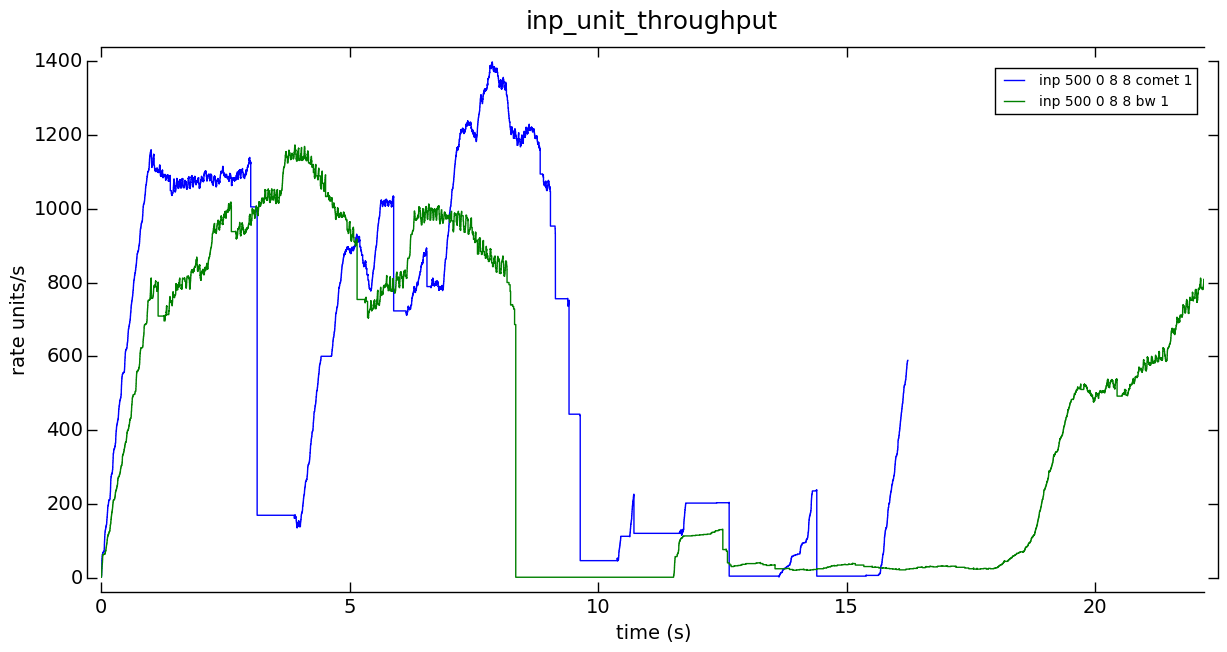 inp_unit_throughput
inp 500 0 8 8 comet 1
inp 500 0 8 8 bw 1
rate units/s
1400
1200
1000
800
600
400
200
0
0 5 10 15 20
time (s)